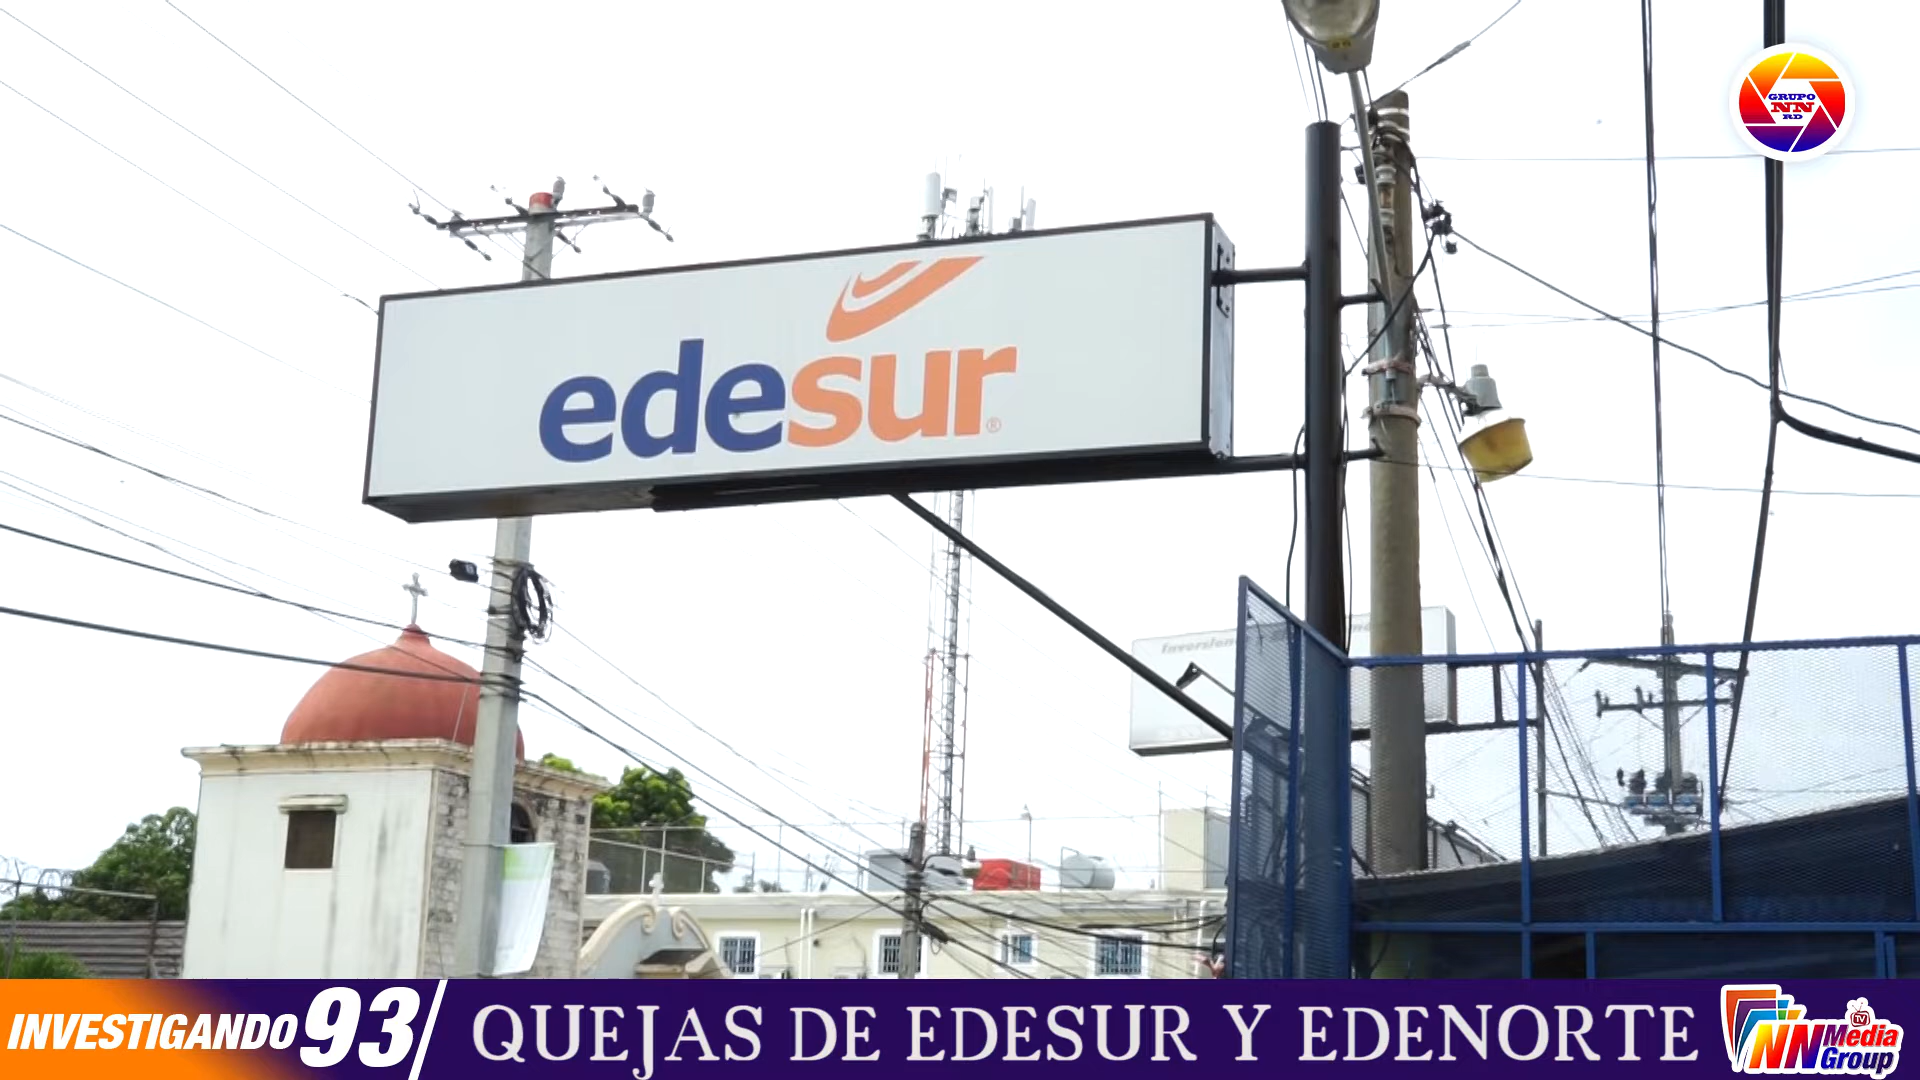 GRUPO
NN
RD
edesur®
INVESTIGANDO 93
QUEJAS DE EDESUR Y EDENORTE
NN Media Group
TV